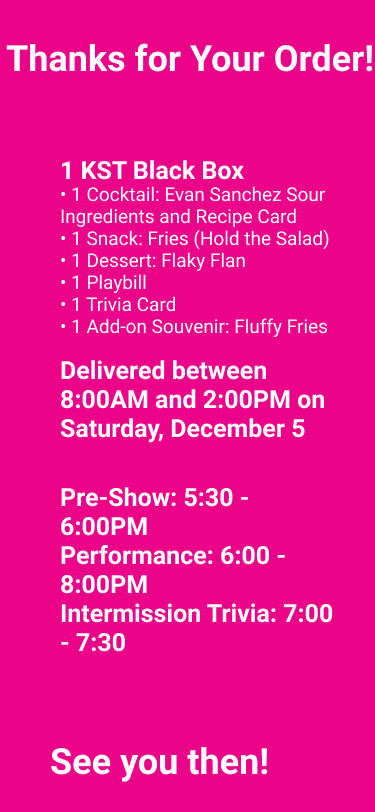 Thanks for Your Order!
1 KST Black Box
• 1 Cocktail: Evan Sanchez Sour
Ingredients and Recipe Card
• 1 Snack: Fries (Hold the Salad)
• 1 Dessert: Flaky Flan
• 1 Playbill
• 1 Trivia Card
• 1 Add-on Souvenir: Fluffy Fries
Delivered between
8:00AM and 2:00PM on
Saturday, December 5
Pre-Show: 5:30 -
6:00PM
Performance: 6:00 -
8:00PM
Intermission Trivia: 7:00
- 7:30
See you then!